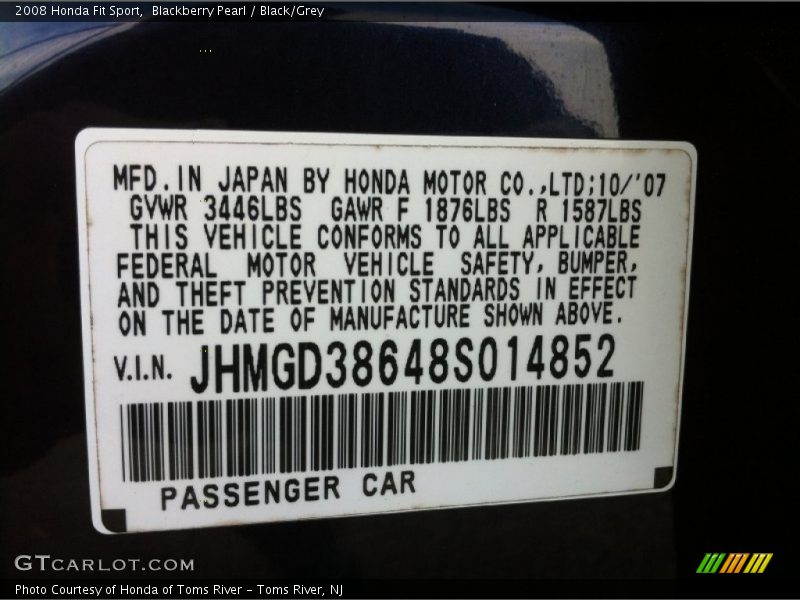 2008 Honda Fit Sport,  Blackberry Pearl / Black/Grey
MFD.IN JAPAN BY HONDA MOTOR CO.,LTD;10/'07
GVWR 3446LBS GAWR F 1876LBS R 1587LBS
THIS VEHICLE CONFORMS TO ALL APPLICABLE
FEDERAL MOTOR VEHICLE SAFETY, BUMPER,
AND THEFT PREVENTION STANDARDS IN EFFECT
ON THE DATE OF MANUFACTURE SHOWN ABOVE.
V.I.N. JHMGD38648S014852
PASSENGER CAR
GTCARLOT.COM
Photo Courtesy of Honda of Toms River – Toms River, NJ